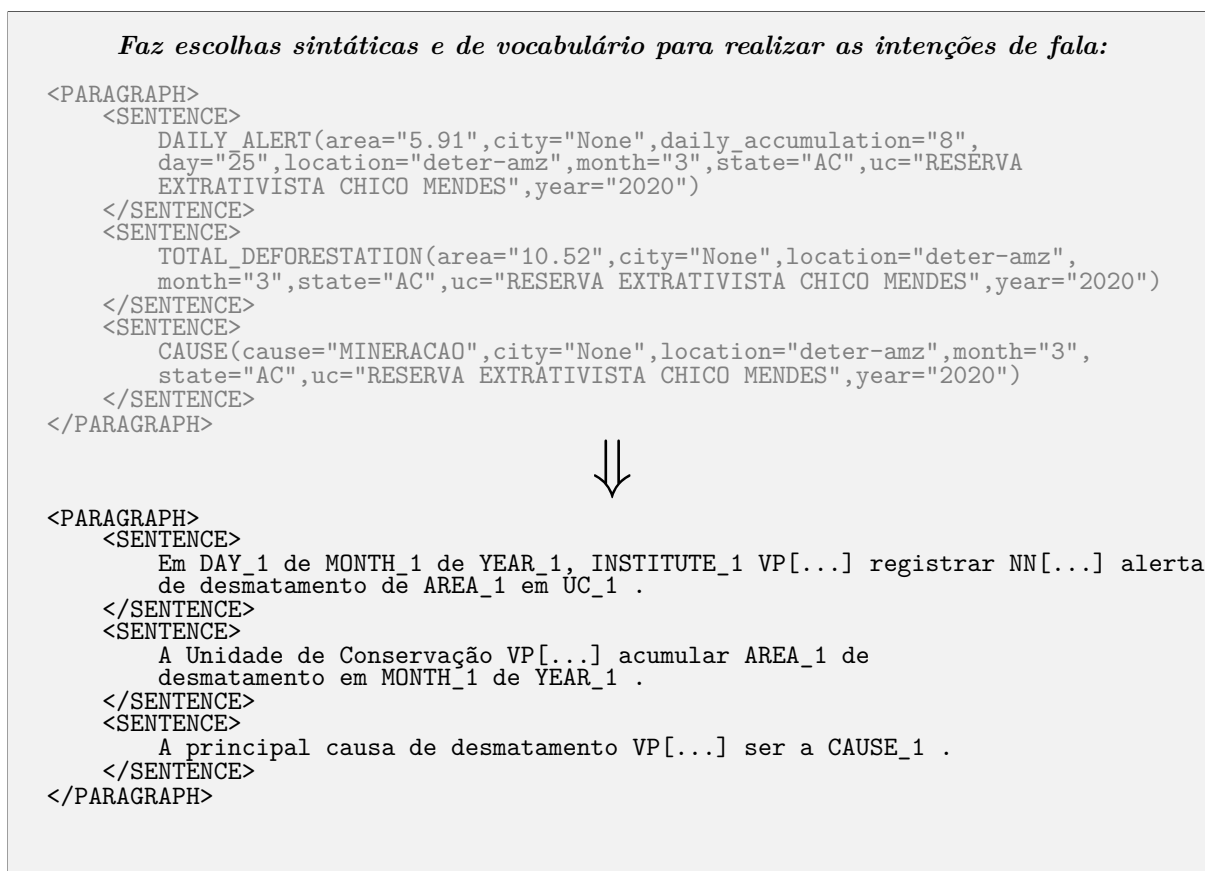 Faz escolhas sintáticas e de vocabulário para realizar as intenções de fala:
<PARAGRAPH>
<SENTENCE>
DAILY_ALERT(area="5.91",city="None",daily_accumulation="8",
day="25",location="deter-amz",month="3",state="AC",uc="RESERVA
EXTRATIVISTA CHICO MENDES",year="2020")
</SENTENCE>
<SENTENCE>
TOTAL_DEFORESTATION(area="10.52",city="None",location="deter-amz",
month="3",state="AC",uc="RESERVA EXTRATIVISTA CHICO MENDES",year="2020")
</SENTENCE>
<SENTENCE>
CAUSE(cause="MINERACAO",city="None",location="deter-amz",month="3",
state="AC",uc="RESERVA EXTRATIVISTA CHICO MENDES",year="2020")
</SENTENCE>
</PARAGRAPH>
⇓
<PARAGRAPH>
<SENTENCE>
Em DAY_1 de MONTH_1 de YEAR_1, INSTITUTE_1 VP[...] registrar NN[...] alerta
de desmatamento de AREA_1 em UC_1 .
</SENTENCE>
<SENTENCE>
A Unidade de Conservação VP[...] acumular AREA_1 de
desmatamento em MONTH_1 de YEAR_1 .
</SENTENCE>
<SENTENCE>
A principal causa de desmatamento VP[...] ser a CAUSE_1 .
</SENTENCE>
</PARAGRAPH>